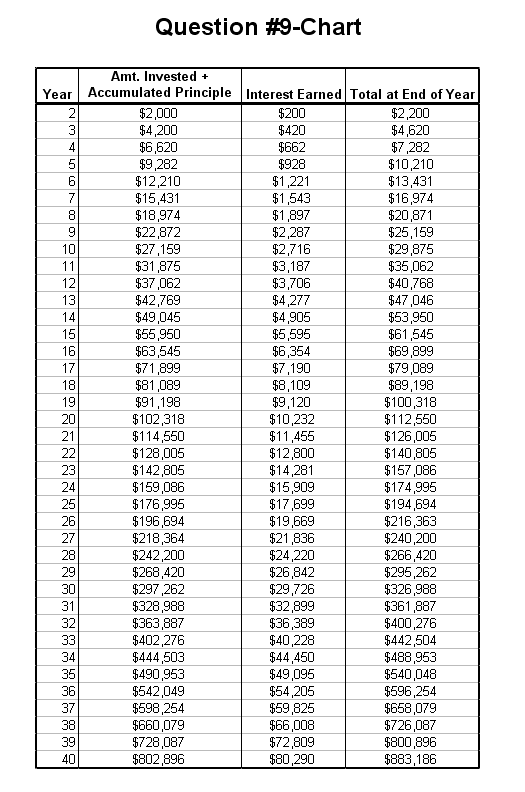 Question #9-Chart
Amt. Invested +
Year Accumulated Principle Interest Earned Total at End of Year
2 $2,000 $200 $2,200
3 $4,200 $420 $4,620
4 $6,620 $662 $7,282
5 $9,282 $928 $10,210
6 $12,210 $1,221 $13,431
7 $15,431 $1,543 $16,974
8 $18,974 $1,897 $20,871
9 $22,872 $2,287 $25,159
10 $27,159 $2,716 $29,875
11 $31,875 $3,187 $35,062
12 $37,062 $3,706 $40,768
13 $42,769 $4,277 $47,046
14 $49,045 $4,905 $53,950
15 $55,950 $5,595 $61,545
16 $63,545 $6,354 $69,899
17 $71,899 $7,190 $79,089
18 $81,089 $8,109 $89,198
19 $91,198 $9,120 $100,318
20 $102,318 $10,232 $112,550
21 $114,550 $11,455 $126,005
22 $128,005 $12,800 $140,805
23 $142,805 $14,281 $157,086
24 $159,086 $15,909 $174,995
25 $176,995 $17,699 $194,694
26 $196,694 $19,669 $216,363
27 $218,364 $21,836 $240,200
28 $242,200 $24,220 $266,420
29 $268,420 $26,842 $295,262
30 $297,262 $29,726 $326,988
31 $328,988 $32,899 $361,887
32 $363,887 $36,389 $400,276
33 $402,276 $40,228 $442,504
34 $444,503 $44,450 $488,953
35 $490,953 $49,095 $540,048
36 $542,049 $54,205 $596,254
37 $598,254 $59,825 $658,079
38 $660,079 $66,008 $726,087
39 $728,087 $72,809 $800,896
40 $802,896 $80,290 $883,186